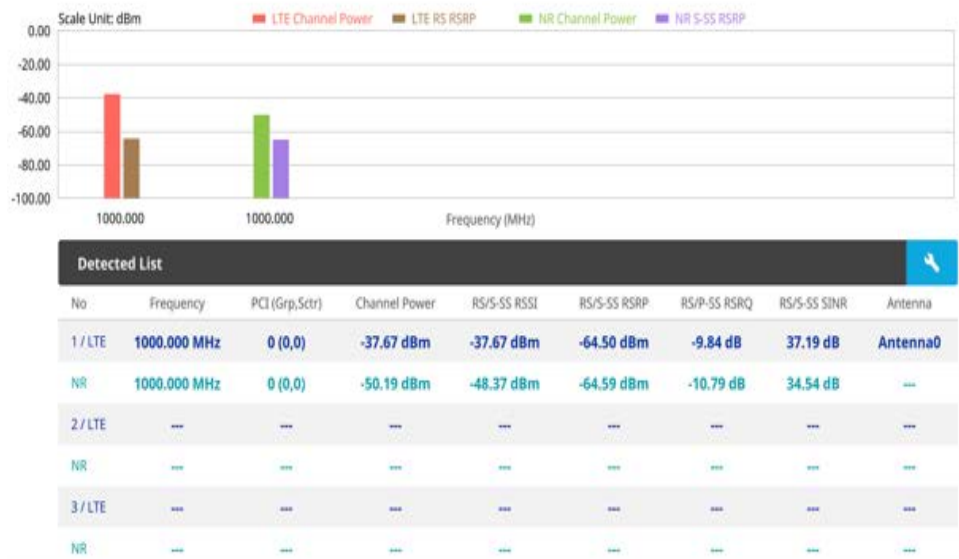 Scale Unit: dBm LTE Channel Power LTE RS RSRP NR Channel Power NR S-SS RSRP
0.00
-20.00
-40.00
-60.00
-80.00
-100.00
1000.000 1000.000 Frequency (MHz)
Detected List
No Frequency PCI (Grp,Sctr) Channel Power RS/S-SS RSSI RS/S-SS RSRP RS/P-SS RSRQ RS/S-SS SINR Antenna
1 / LTE 1000.000 MHz 0 (0,0) -37.67 dBm -37.67 dBm -64.50 dBm -9.84 dB 37.19 dB Antenna0
NR 1000.000 MHz 0 (0,0) -50.19 dBm -48.37 dBm -64.59 dBm -10.79 dB 34.54 dB ---
2 / LTE --- --- --- --- --- --- --- ---
NR --- --- --- --- --- --- --- ---
3 / LTE --- --- --- --- --- --- --- ---
NR --- --- --- --- --- --- --- ---